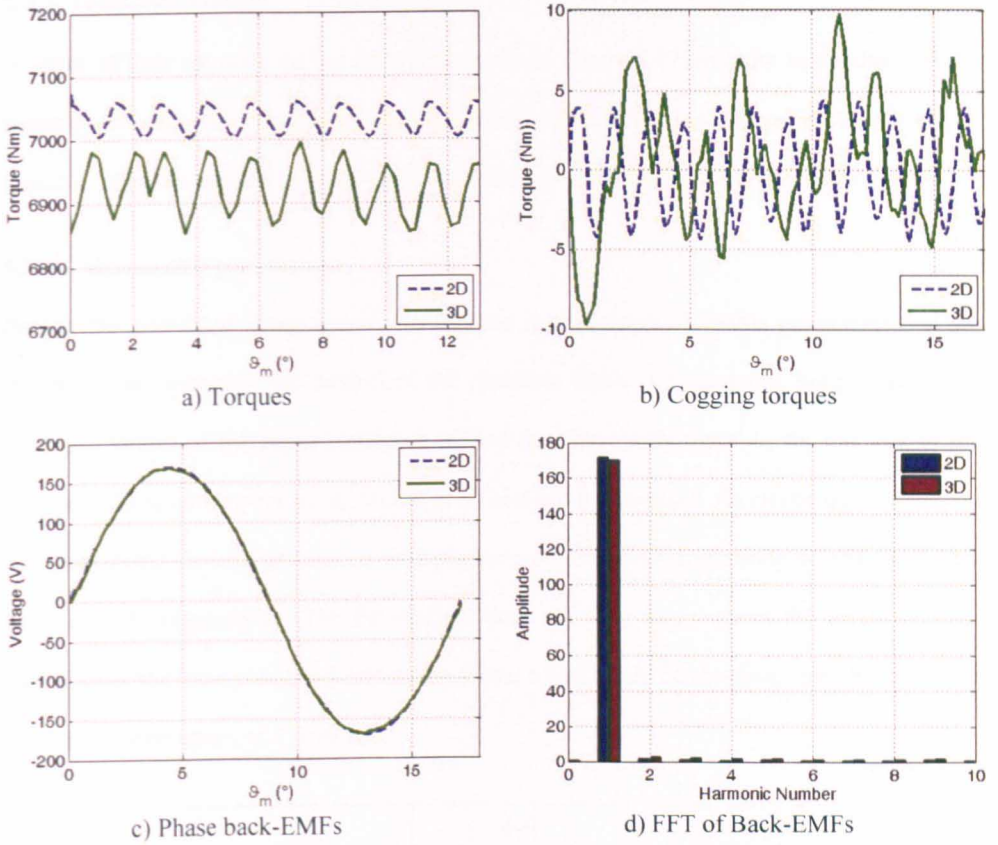 7200
7100
7000
6900
6800
6700
Torque (Nm)
0 2 4 6 8 10 12
ϑm (°)
2D
3D
a) Torques
10
5
0
-5
-10
Torque (Nm))
0 5 10 15
ϑm (°)
2D
3D
b) Cogging torques
200
150
100
50
0
-50
-100
-150
-200
Voltage (V)
0 5 10 15
ϑm (°)
2D
3D
c) Phase back-EMFs
180
160
140
120
100
80
60
40
20
0
Amplitude
0 2 4 6 8 10
Harmonic Number
2D
3D
d) FFT of Back-EMFs